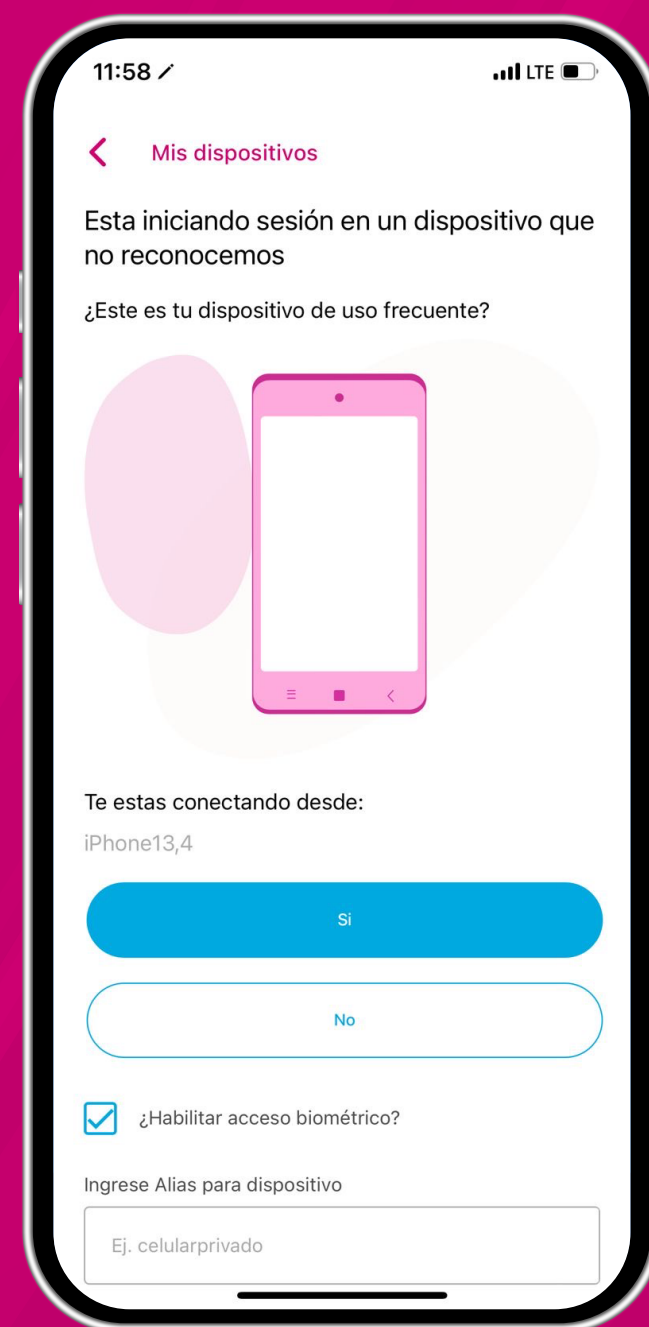 11:58
LTE
Mis dispositivos
Esta iniciando sesión en un dispositivo que
no reconocemos
¿Este es tu dispositivo de uso frecuente?
Te estas conectando desde:
iPhone13,4
Si
No
¿Habilitar acceso biométrico?
Ingrese Alias para dispositivo
Ej. celularprivado